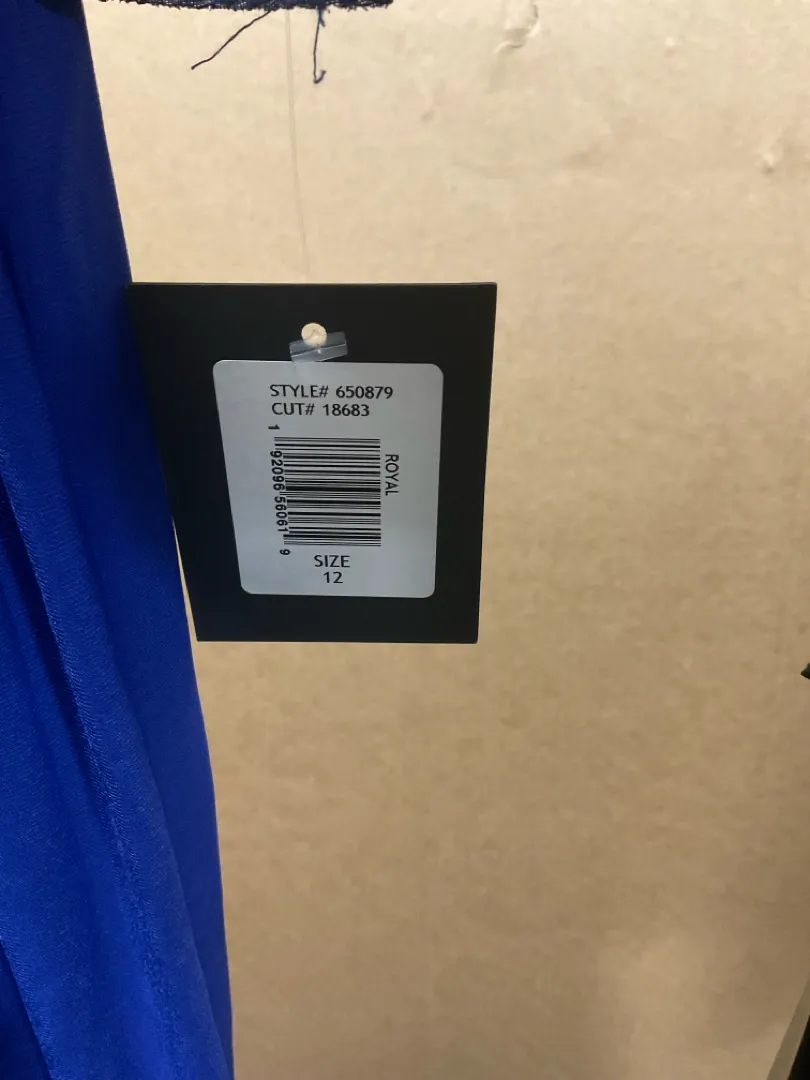 STYLE# 650879
CUT# 18683
1 92096 56061 9
ROYAL
SIZE
12